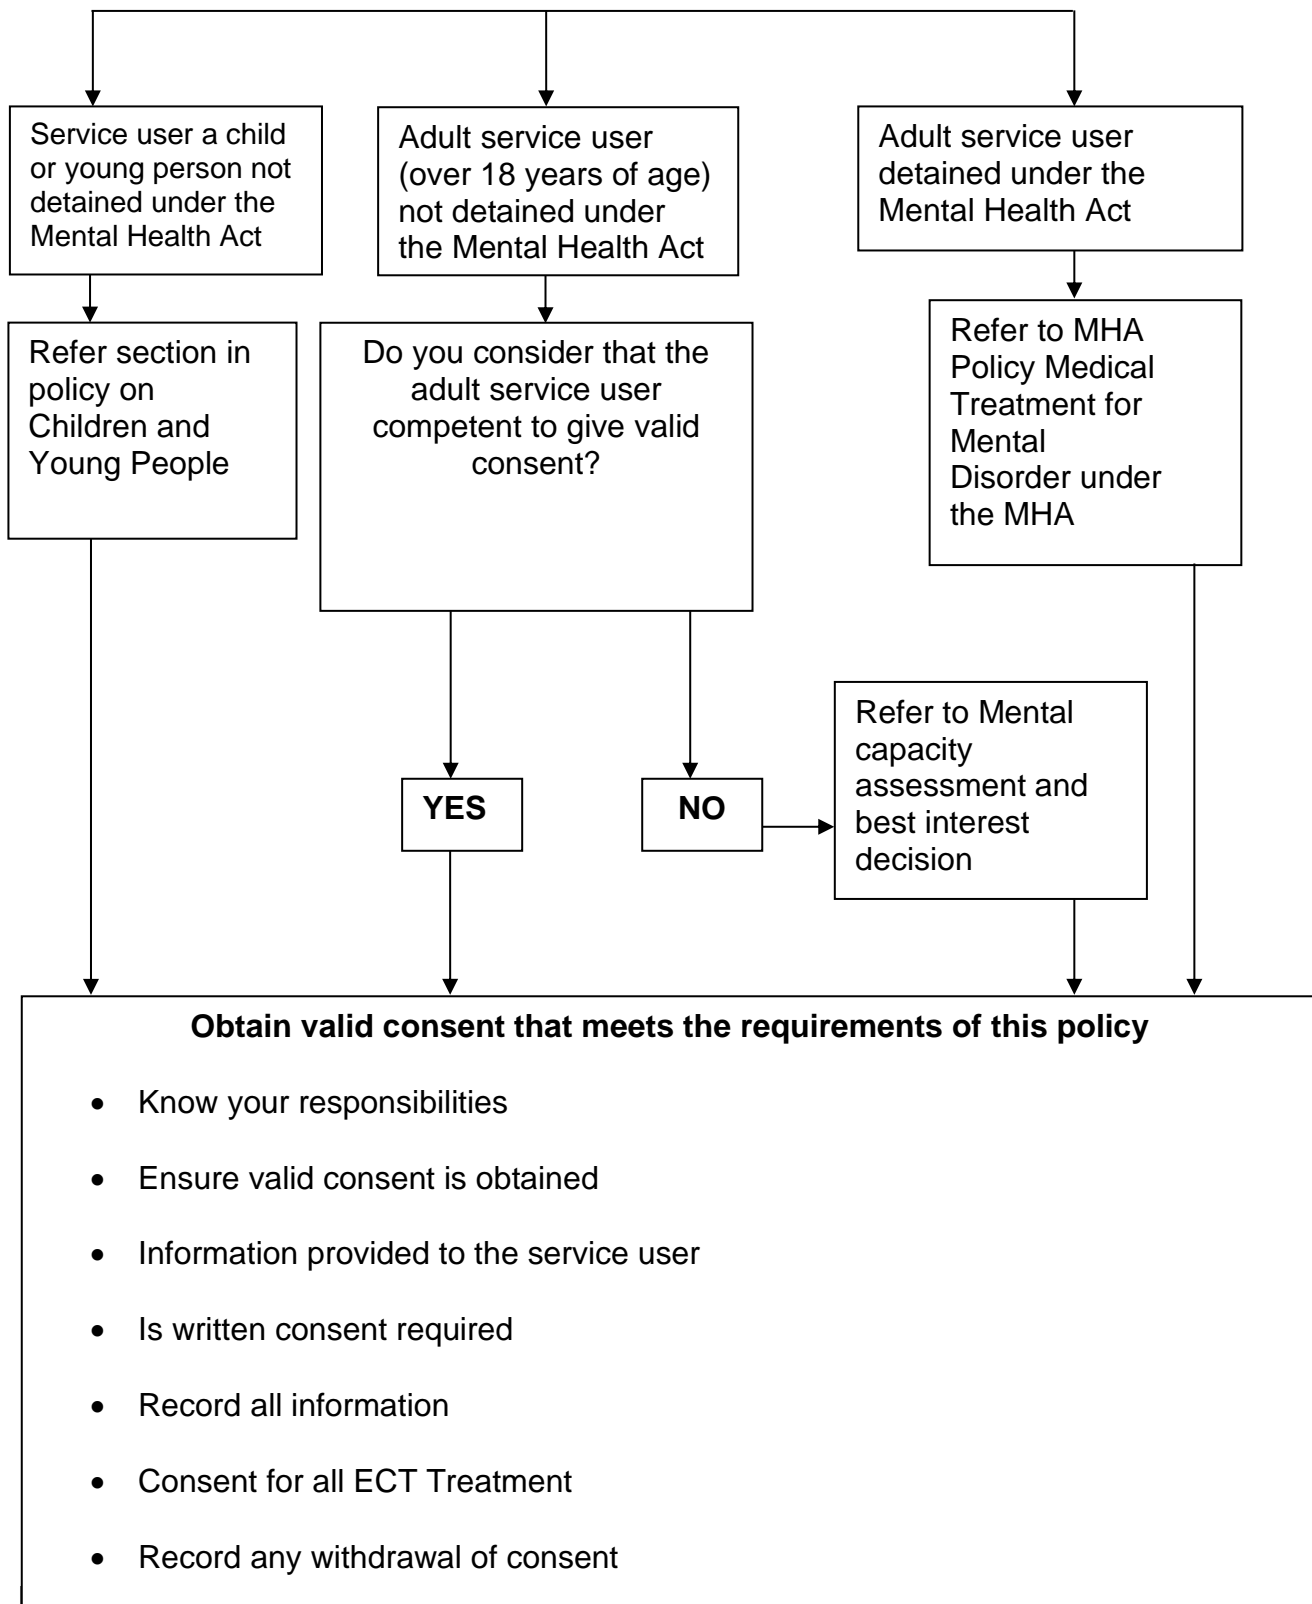 Service user a child
or young person not
detained under the
Mental Health Act
Adult service user
(over 18 years of age)
not detained under
the Mental Health Act
Adult service user
detained under the
Mental Health Act
Refer section in
policy on
Children and
Young People
Do you consider that the
adult service user
competent to give valid
consent?
Refer to MHA
Policy Medical
Treatment for
Mental
Disorder under
the MHA
YES
NO
Refer to Mental
capacity
assessment and
best interest
decision
Obtain valid consent that meets the requirements of this policy
• Know your responsibilities
• Ensure valid consent is obtained
• Information provided to the service user
• Is written consent required
• Record all information
• Consent for all ECT Treatment
• Record any withdrawal of consent